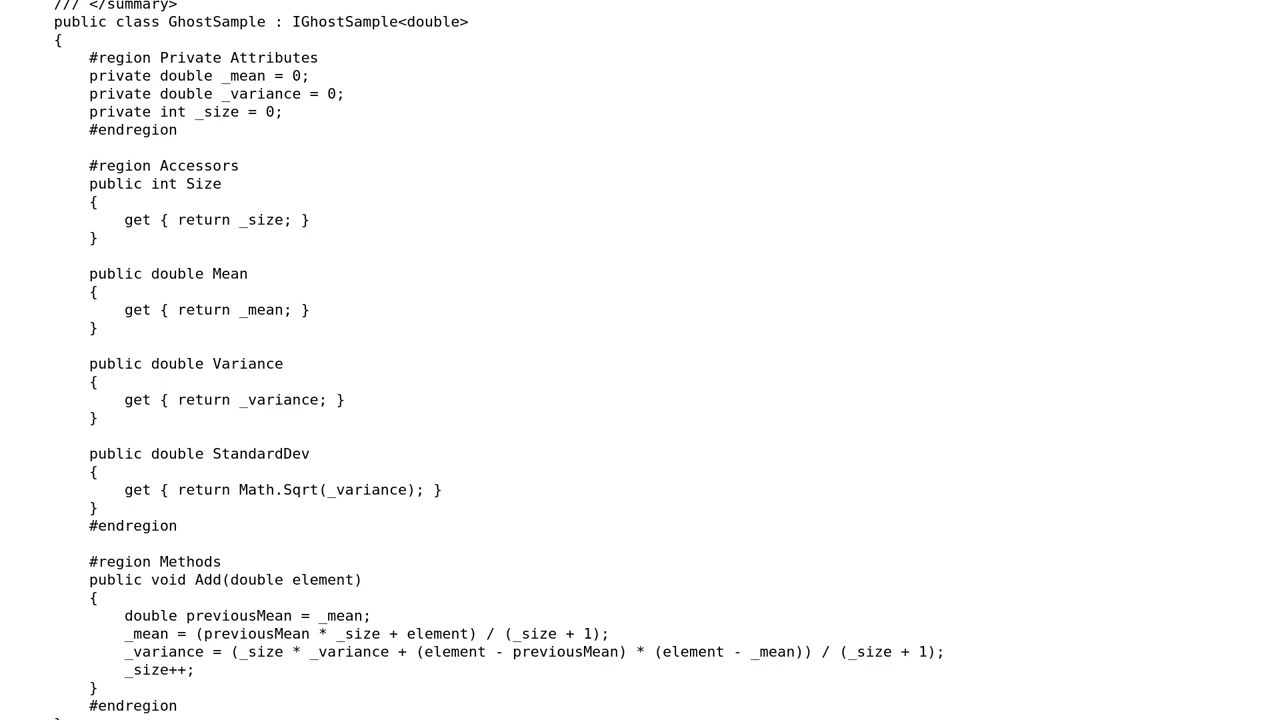 /// </summary>
public class GhostSample : IGhostSample<double>
{
    #region Private Attributes
    private double _mean = 0;
    private double _variance = 0;
    private int _size = 0;
    #endregion

    #region Accessors
    public int Size
    {
        get { return _size; }
    }

    public double Mean
    {
        get { return _mean; }
    }

    public double Variance
    {
        get { return _variance; }
    }

    public double StandardDev
    {
        get { return Math.Sqrt(_variance); }
    }
    #endregion

    #region Methods
    public void Add(double element)
    {
        double previousMean = _mean;
        _mean = (previousMean * _size + element) / (_size + 1);
        _variance = (_size * _variance + (element - previousMean) * (element - _mean)) / (_size + 1);
        _size++;
    }
    #endregion
}